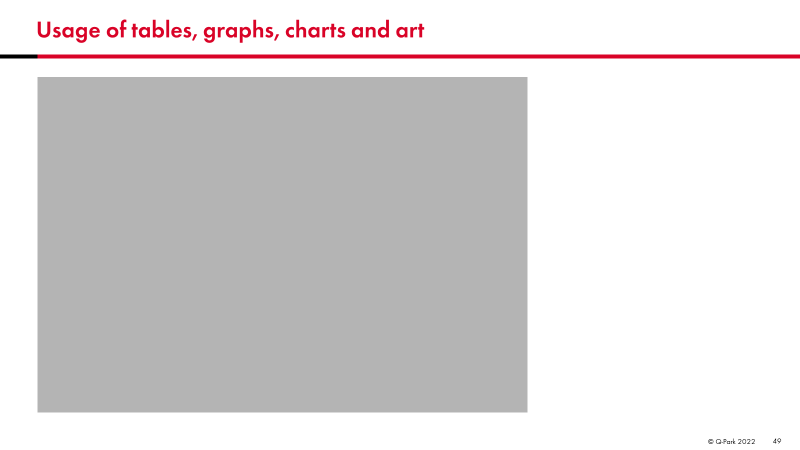 Usage of tables, graphs, charts and art
© Q-Park 2022 49